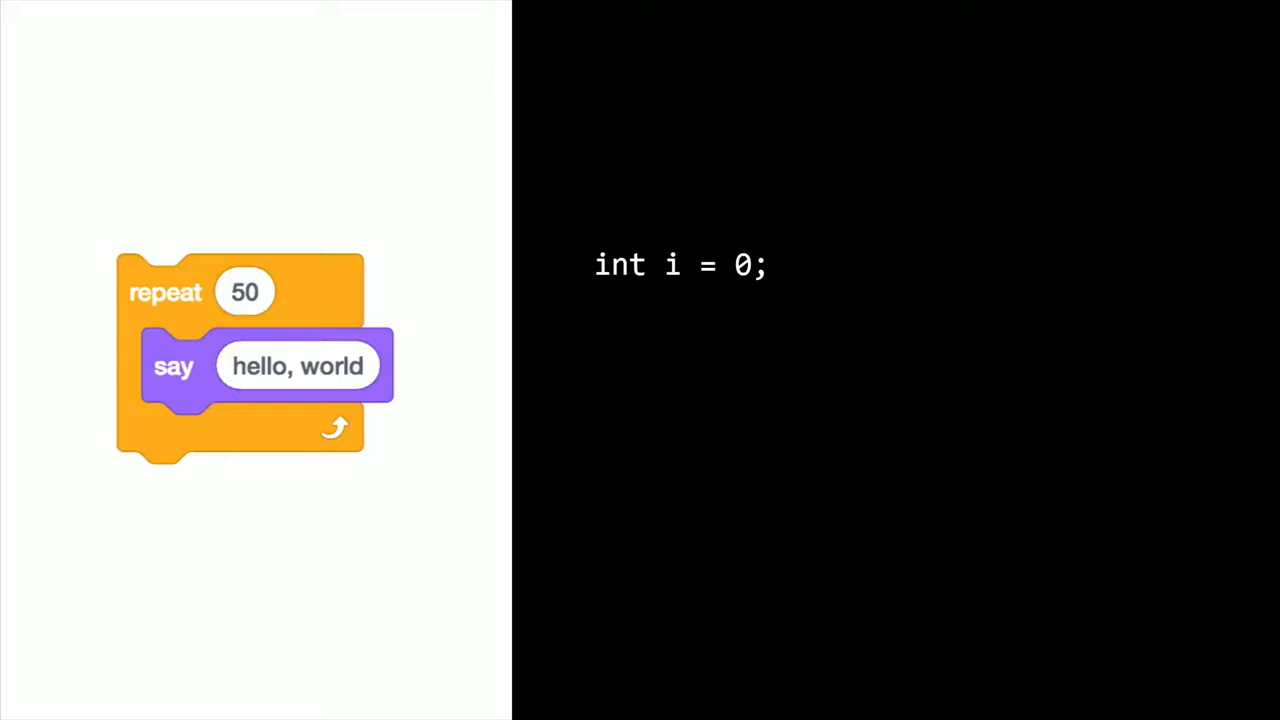 repeat 50
say hello, world
int i = 0;